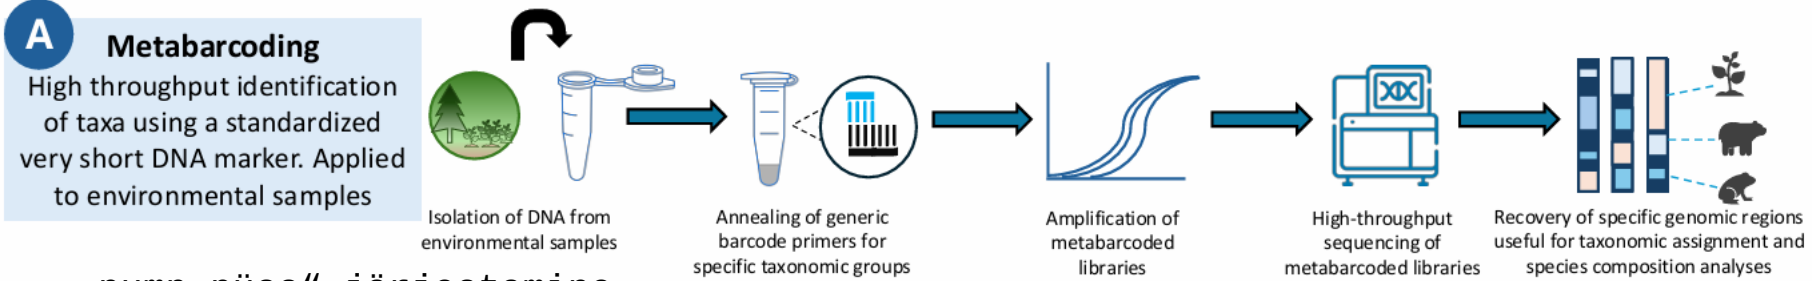 A
Metabarcoding
High throughput identification
of taxa using a standardized
very short DNA marker. Applied
to environmental samples
Isolation of DNA from
environmental samples
Annealing of generic
barcode primers for
specific taxonomic groups
Amplification of
metabarcoded
libraries
High-throughput
sequencing of
metabarcoded libraries
Recovery of specific genomic regions
useful for taxonomic assignment and
species composition analyses